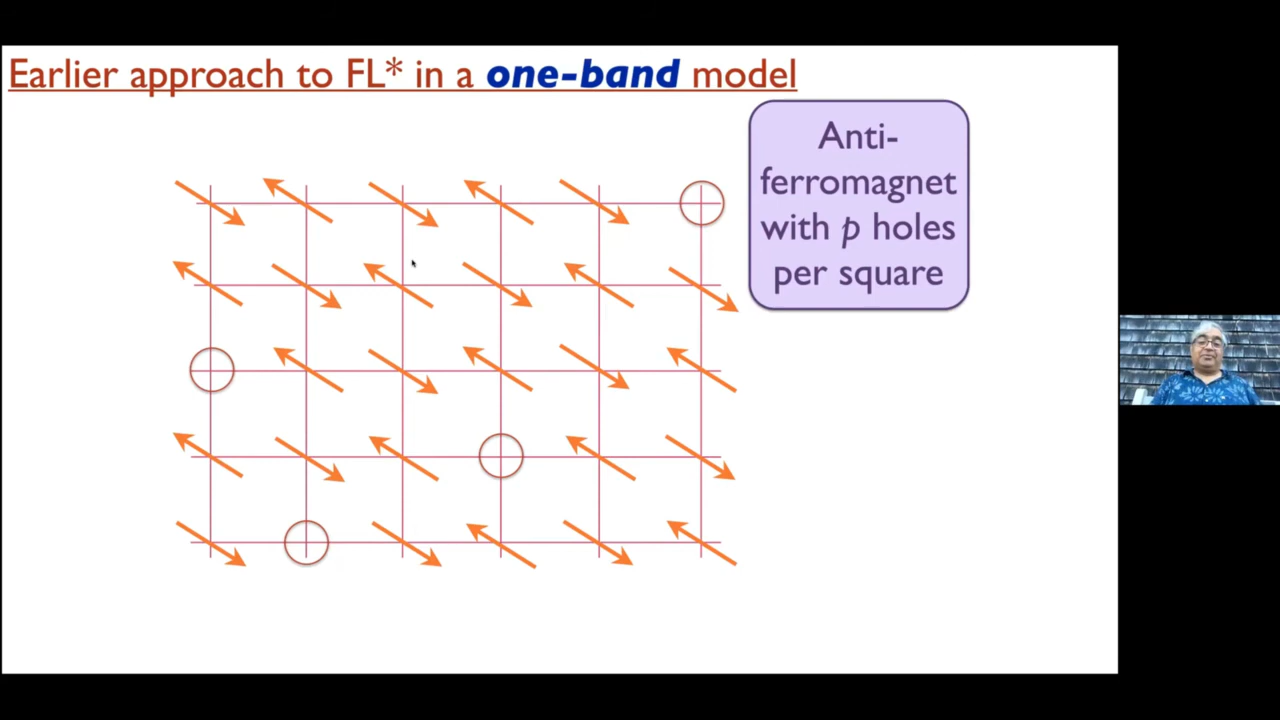 Earlier approach to FL* in a one-band model
Anti-
ferromagnet
with p holes
per square